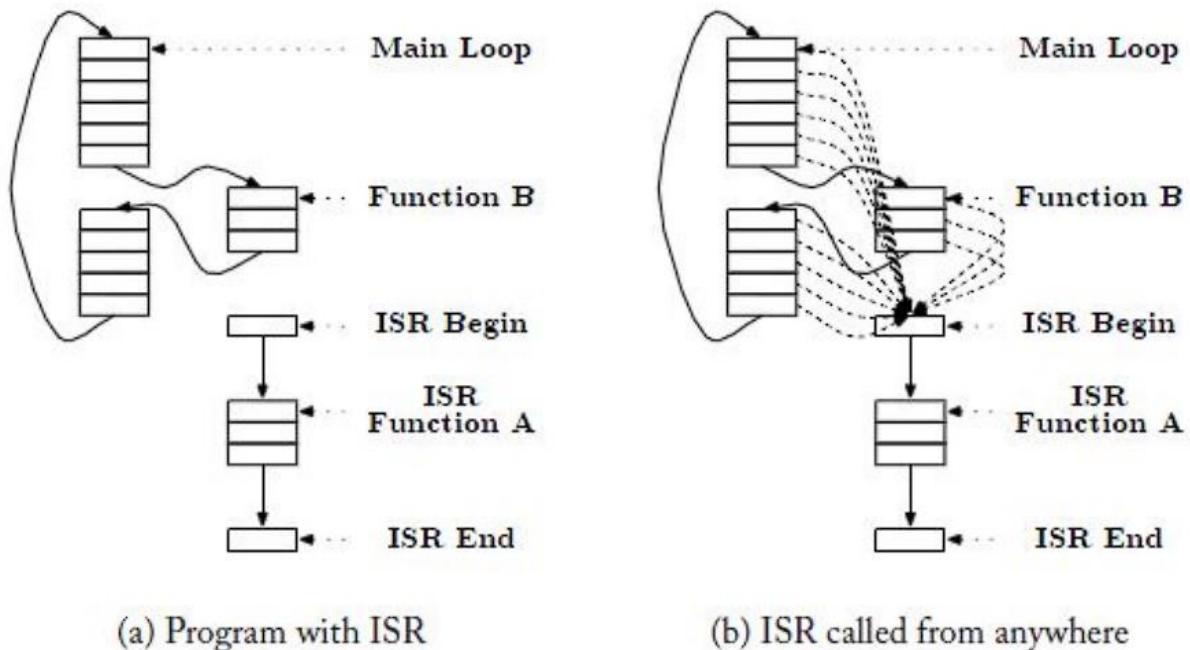 Main Loop
Function B
ISR Begin
ISR
Function A
ISR End
(a) Program with ISR
Main Loop
Function B
ISR Begin
ISR
Function A
ISR End
(b) ISR called from anywhere